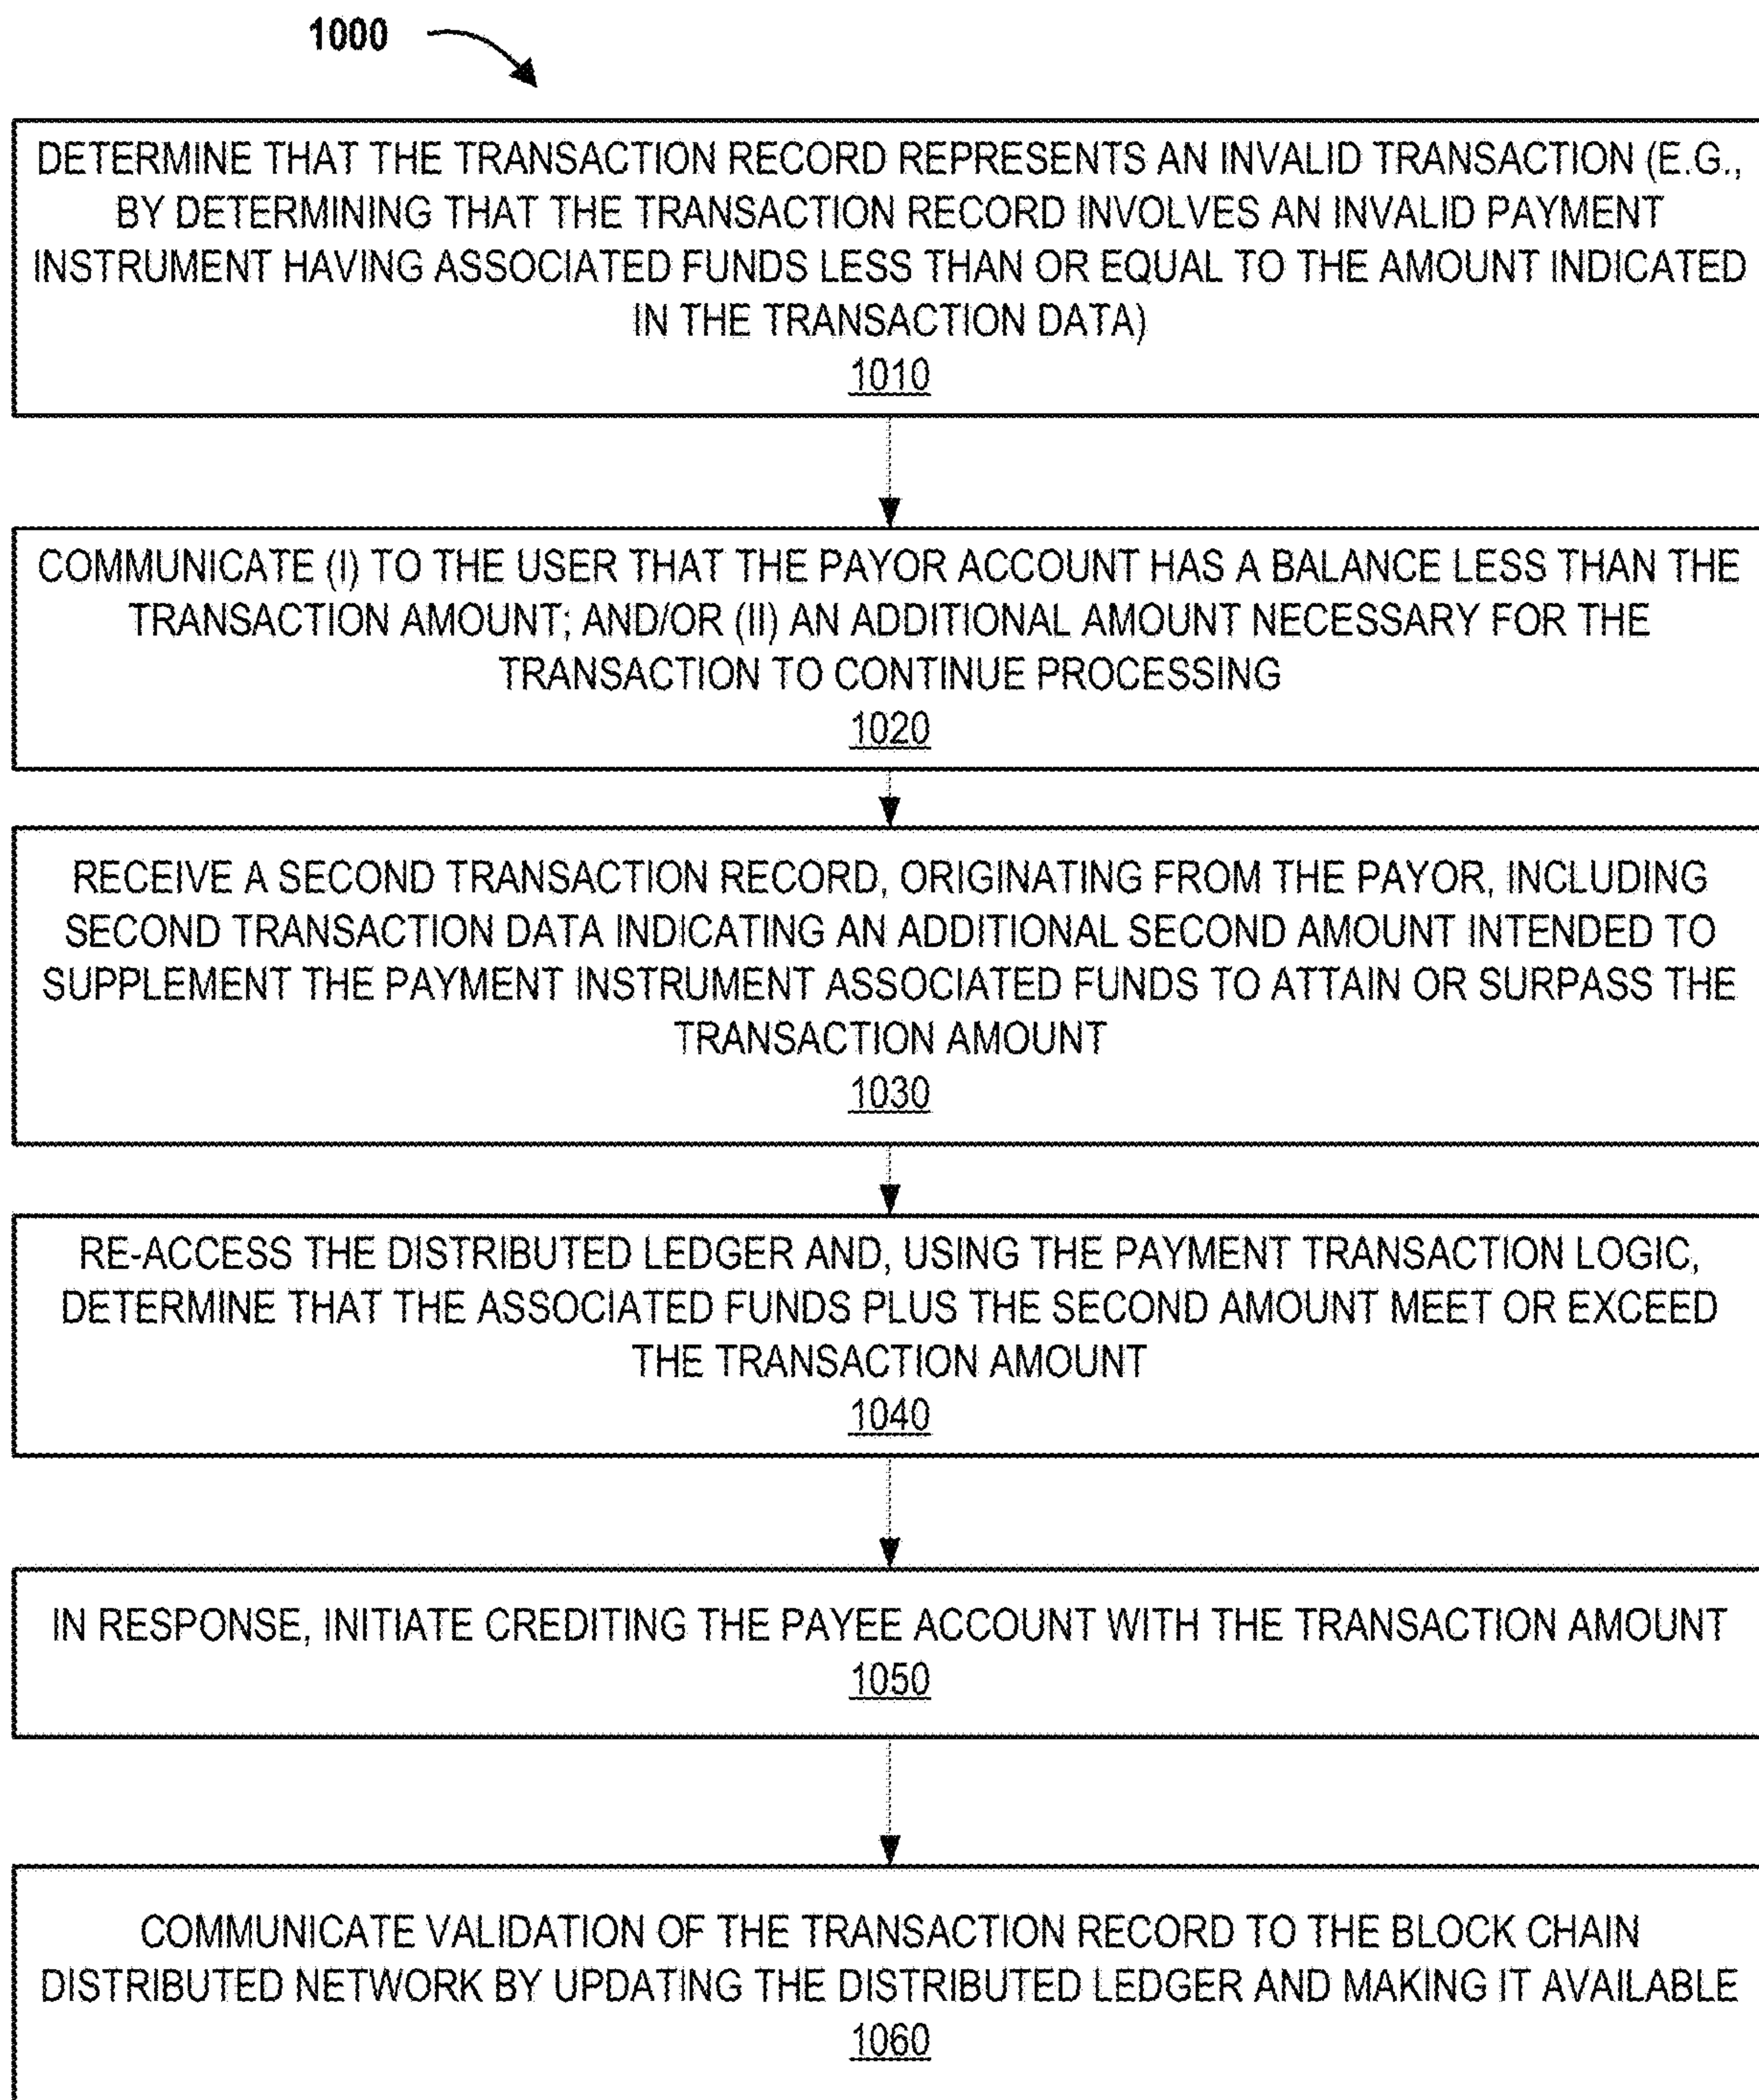 1000
DETERMINE THAT THE TRANSACTION RECORD REPRESENTS AN INVALID TRANSACTION (E.G.,
BY DETERMINING THAT THE TRANSACTION RECORD INVOLVES AN INVALID PAYMENT
INSTRUMENT HAVING ASSOCIATED FUNDS LESS THAN OR EQUAL TO THE AMOUNT INDICATED
IN THE TRANSACTION DATA)
1010
COMMUNICATE (I) TO THE USER THAT THE PAYOR ACCOUNT HAS A BALANCE LESS THAN THE
TRANSACTION AMOUNT; AND/OR (II) AN ADDITIONAL AMOUNT NECESSARY FOR THE
TRANSACTION TO CONTINUE PROCESSING
1020
RECEIVE A SECOND TRANSACTION RECORD, ORIGINATING FROM THE PAYOR, INCLUDING
SECOND TRANSACTION DATA INDICATING AN ADDITIONAL SECOND AMOUNT INTENDED TO
SUPPLEMENT THE PAYMENT INSTRUMENT ASSOCIATED FUNDS TO ATTAIN OR SURPASS THE
TRANSACTION AMOUNT
1030
RE-ACCESS THE DISTRIBUTED LEDGER AND, USING THE PAYMENT TRANSACTION LOGIC,
DETERMINE THAT THE ASSOCIATED FUNDS PLUS THE SECOND AMOUNT MEET OR EXCEED
THE TRANSACTION AMOUNT
1040
IN RESPONSE, INITIATE CREDITING THE PAYEE ACCOUNT WITH THE TRANSACTION AMOUNT
1050
COMMUNICATE VALIDATION OF THE TRANSACTION RECORD TO THE BLOCK CHAIN
DISTRIBUTED NETWORK BY UPDATING THE DISTRIBUTED LEDGER AND MAKING IT AVAILABLE
1060